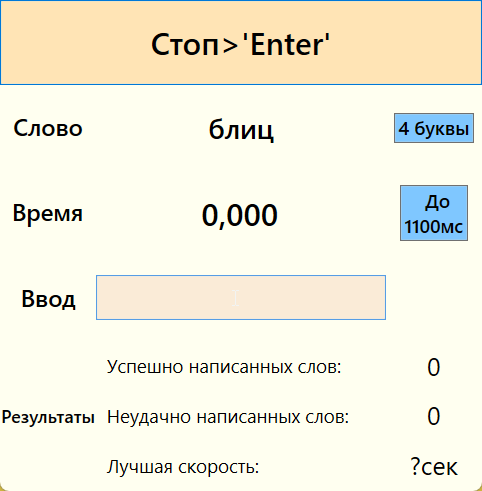 Стоп>'Enter'
Слово блиц 4 буквы
Время 0,000 До
1100мс
Ввод
Успешно написанных слов: 0
Результаты Неудачно написанных слов: 0
Лучшая скорость: ?сек